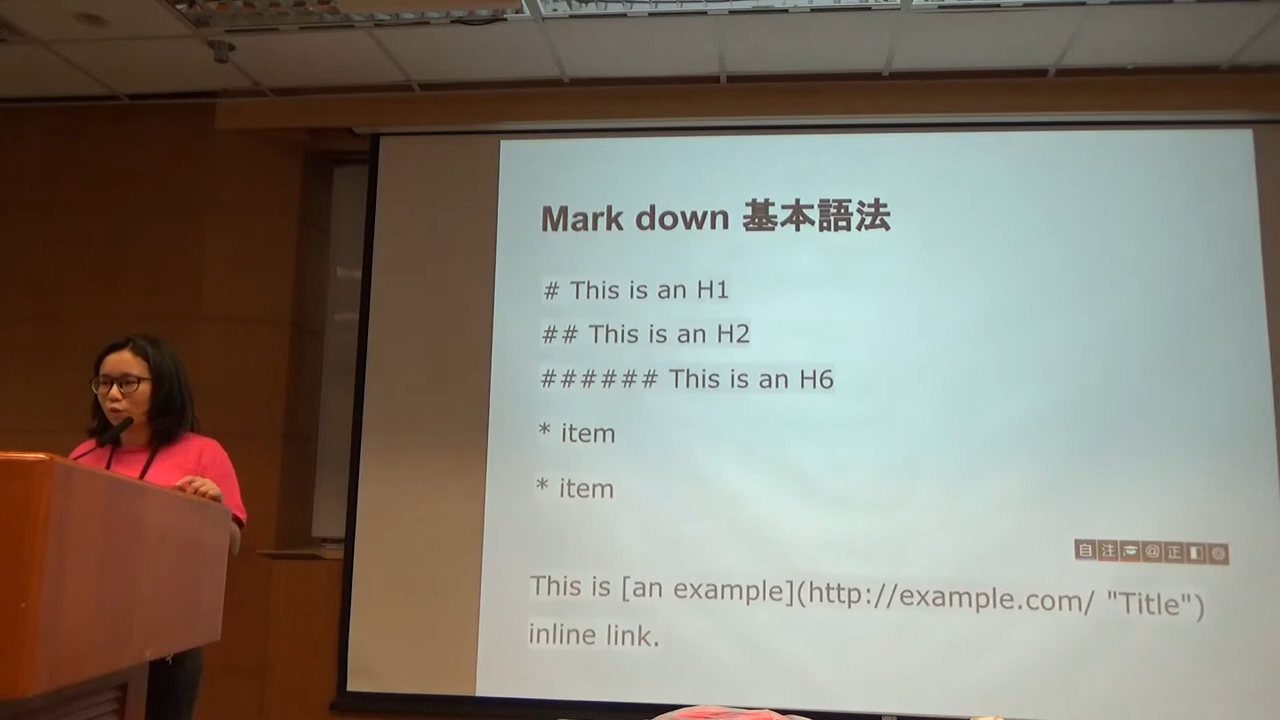 Mark down 基本語法
# This is an H1
## This is an H2
###### This is an H6
* item
* item
自注@正
This is [an example](http://example.com/ "Title")
inline link.